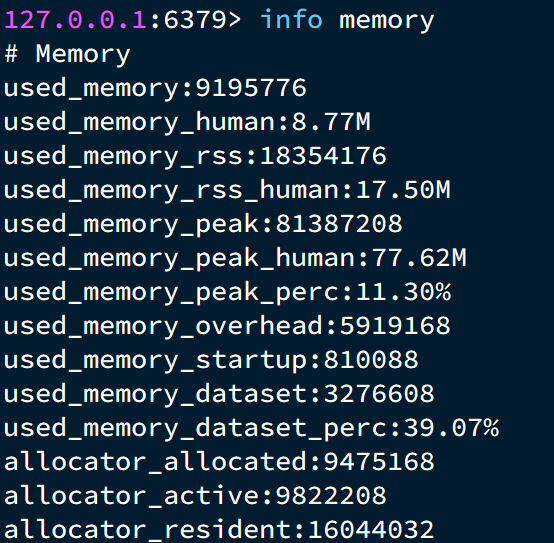 127.0.0.1:6379> info memory
# Memory
used_memory:9195776
used_memory_human:8.77M
used_memory_rss:18354176
used_memory_rss_human:17.50M
used_memory_peak:81387208
used_memory_peak_human:77.62M
used_memory_peak_perc:11.30%
used_memory_overhead:5919168
used_memory_startup:810088
used_memory_dataset:3276608
used_memory_dataset_perc:39.07%
allocator_allocated:9475168
allocator_active:9822208
allocator_resident:16044032